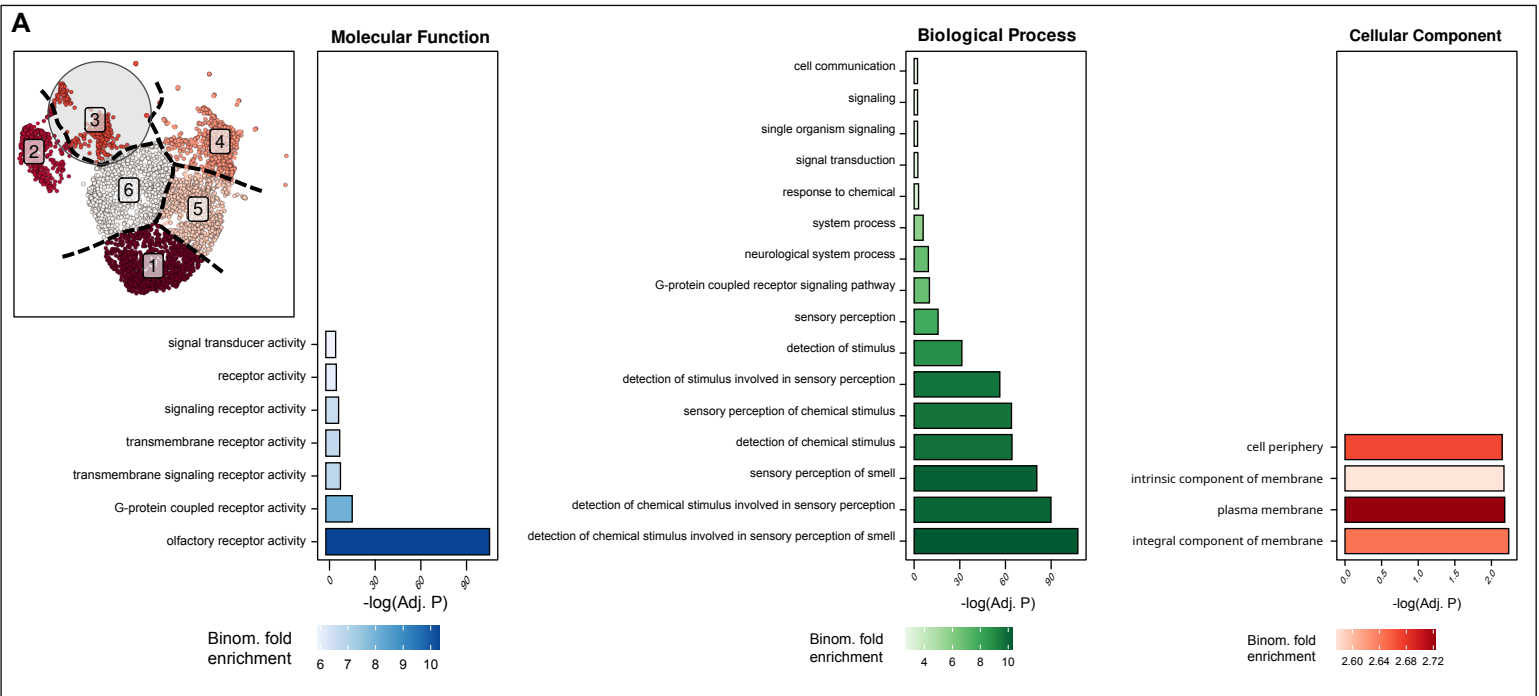 A
Molecular Function
Biological Process
Cellular Component
3
2
4
6
5
1
signal transducer activity
receptor activity
signaling receptor activity
transmembrane receptor activity
transmembrane signaling receptor activity
G-protein coupled receptor activity
olfactory receptor activity
0 30 60 90
-log(Adj. P)
Binom. fold
enrichment
6 7 8 9 10
cell communication
signaling
single organism signaling
signal transduction
response to chemical
system process
neurological system process
G-protein coupled receptor signaling pathway
sensory perception
detection of stimulus
detection of stimulus involved in sensory perception
sensory perception of chemical stimulus
detection of chemical stimulus
sensory perception of smell
detection of chemical stimulus involved in sensory perception
detection of chemical stimulus involved in sensory perception of smell
0 30 60 90
-log(Adj. P)
Binom. fold
enrichment
4 6 8 10
cell periphery
intrinsic component of membrane
plasma membrane
integral component of membrane
0.0 0.5 1.0 1.5 2.0
-log(Adj. P)
Binom. fold
enrichment
2.60 2.64 2.68 2.72